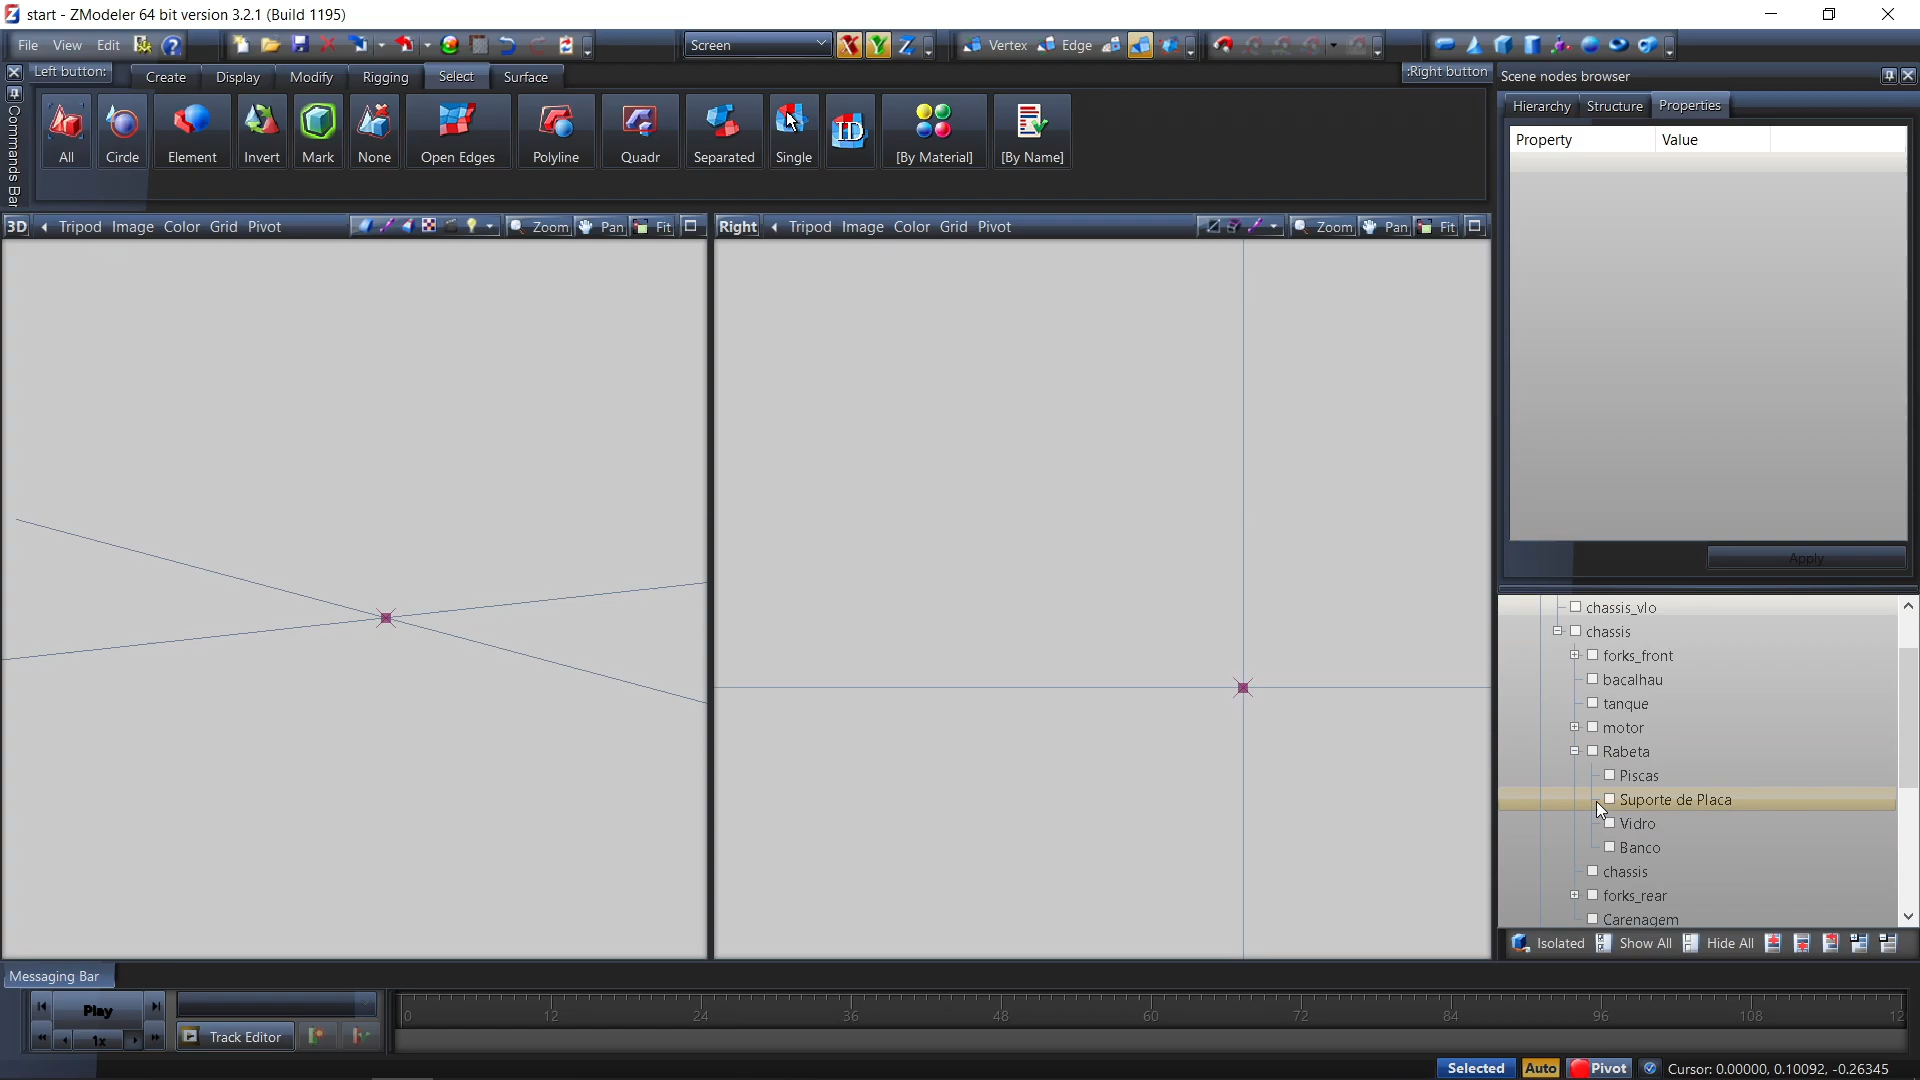 start - ZModeler 64 bit version 3.2.1 (Build 1195)
File View Edit Screen X Y Z Vertex Edge
Left button: Create Display Modify Rigging Select Surface :Right button
Commands Bar
All Circle Element Invert Mark None Open Edges Polyline Quadr Separated Single ID [By Material] [By Name]
Scene nodes browser
Hierarchy Structure Properties
Property Value
Apply
3D Tripod Image Color Grid Pivot Zoom Pan Fit
Right Tripod Image Color Grid Pivot Zoom Pan Fit
chassis_vlo
chassis
forks_front
bacalhau
tanque
motor
Rabeta
Piscas
Suporte de Placa
Vidro
Banco
chassis
forks_rear
Carenagem
Isolated Show All Hide All
Messaging Bar
Play
1x
Track Editor
0 12 24 36 48 60 72 84 96 108 12
Selected Auto Pivot Cursor: 0.00000, 0.10092, -0.26345